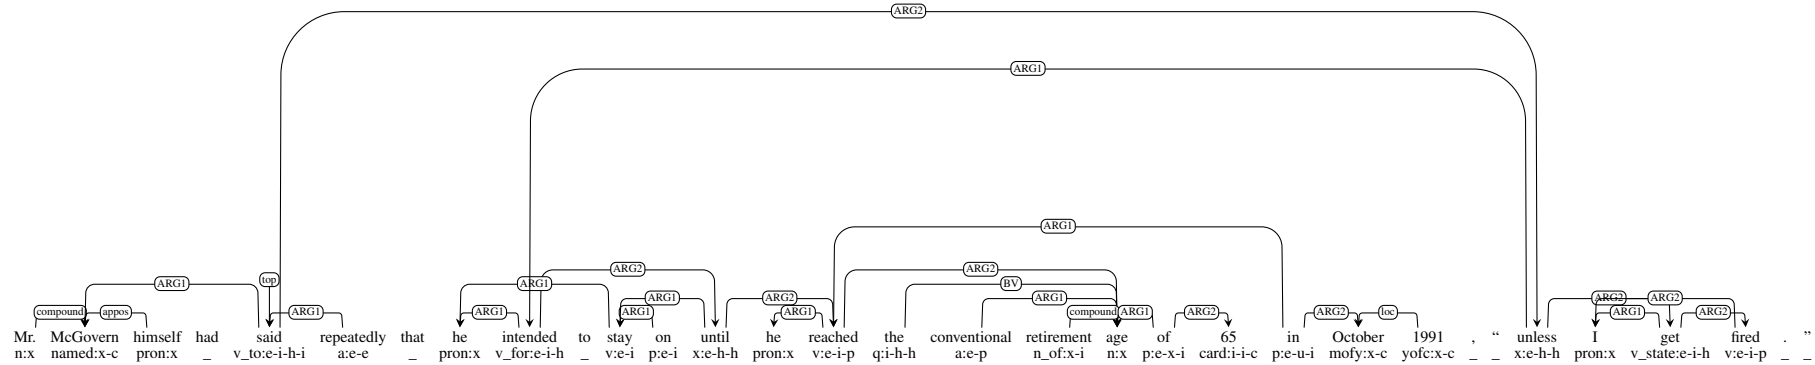 ARG2
ARG1
ARG1
ARG2 ARG2
top ARG1 ARG1 BV
ARG1 ARG2 ARG1 ARG2 ARG2
compound appos ARG1 ARG1 ARG1 ARG1 compound ARG1 ARG2 ARG2 loc ARG1 ARG2
Mr. McGovern himself had said repeatedly that he intended to stay on until he reached the conventional retirement age of 65 in October 1991 , “ unless I get fired . ”
n:x named:x-c pron:x _ v_to:e-i-h-i a:e-e _ pron:x v_for:e-i-h _ v:e-i p:e-i x:e-h-h pron:x v:e-i-p q:i-h-h a:e-p n_of:x-i n:x p:e-x-i card:i-i-c p:e-u-i mofy:x-c yofc:x-c _ _ x:e-h-h pron:x v_state:e-i-h v:e-i-p _ _